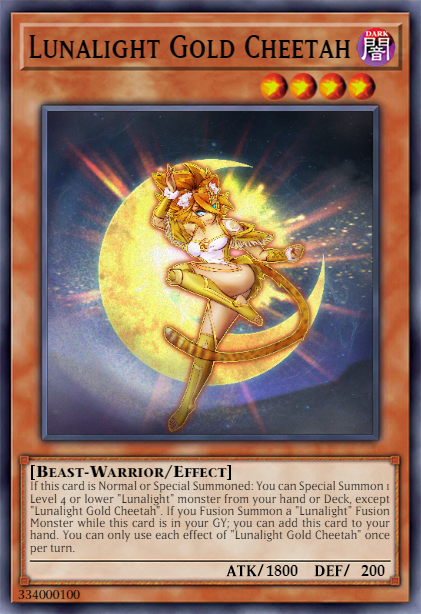 Lunalight Gold Cheetah
DARK
闇
[Beast-Warrior/Effect]
If this card is Normal or Special Summoned: You can Special Summon 1
Level 4 or lower "Lunalight" monster from your hand or Deck, except
"Lunalight Gold Cheetah". If you Fusion Summon a "Lunalight" Fusion
Monster while this card is in your GY; you can add this card to your
hand. You can only use each effect of "Lunalight Gold Cheetah" once
per turn.
ATK/1800 DEF/ 200
334000100